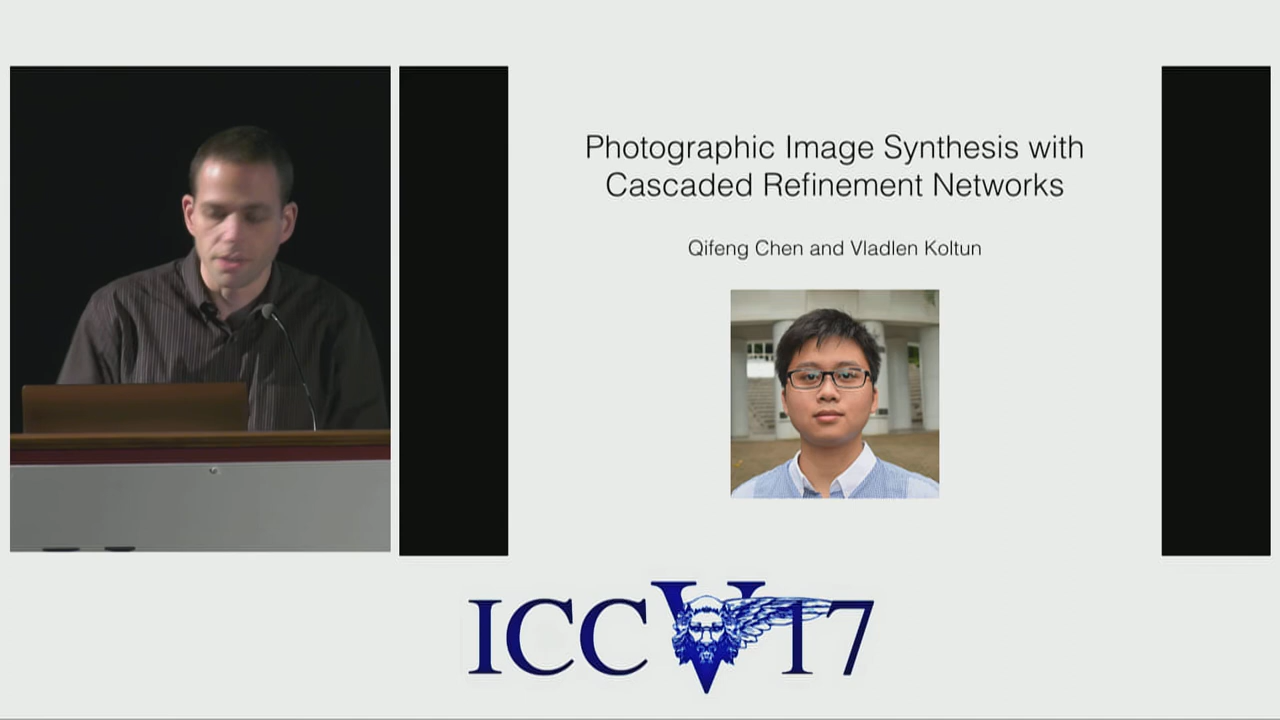 Photographic Image Synthesis with
Cascaded Refinement Networks
Qifeng Chen and Vladlen Koltun
ICCV17